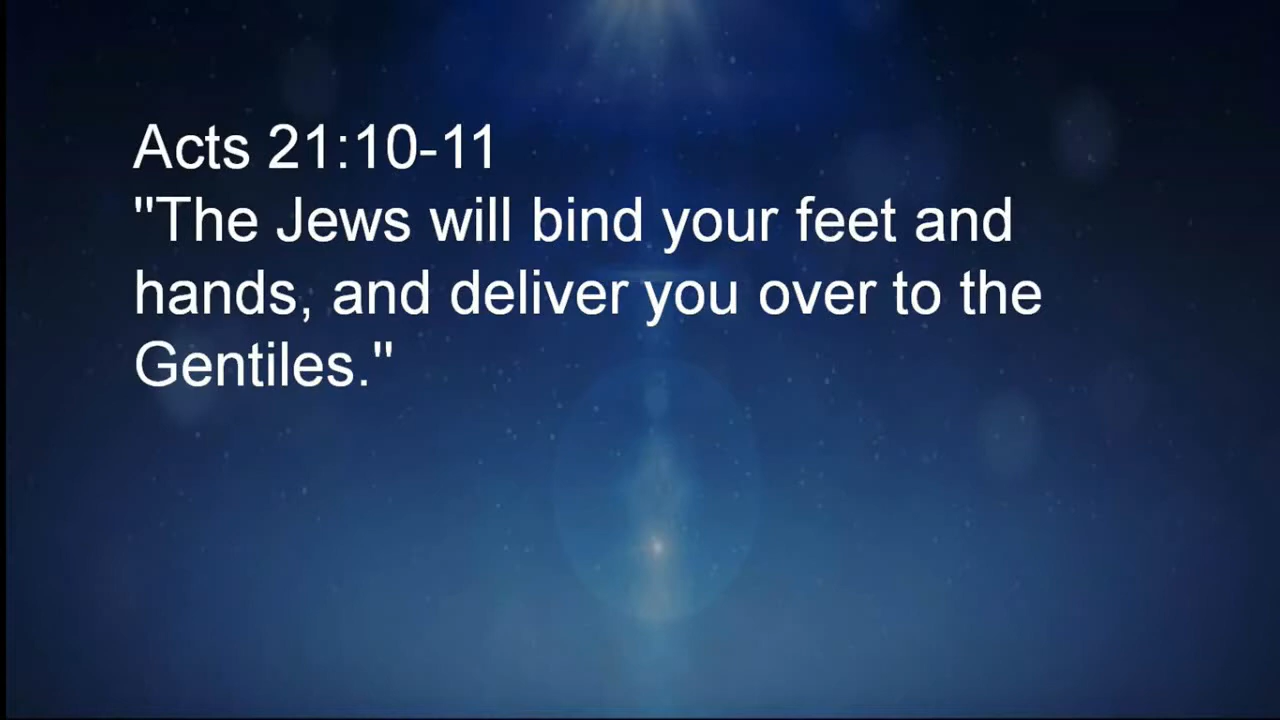 Acts 21:10-11
"The Jews will bind your feet and
hands, and deliver you over to the
Gentiles."